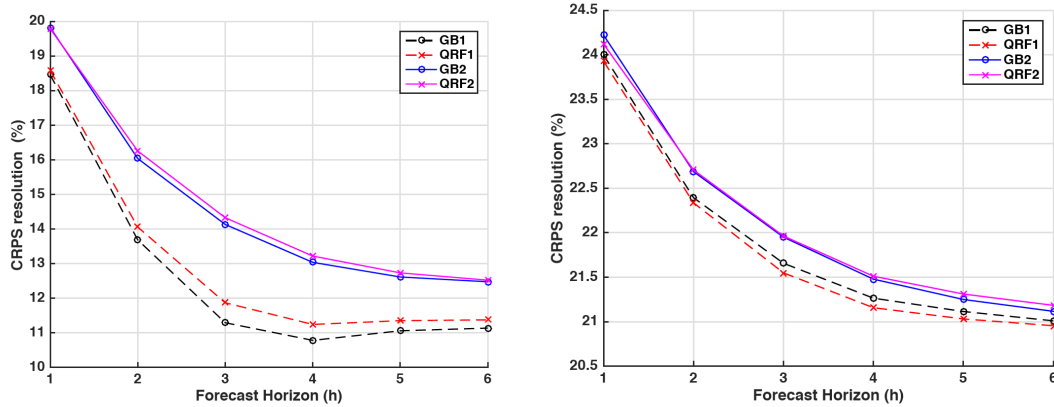 20
19
18
17
16
15
14
13
12
11
10
CRPS resolution (%)
1 2 3 4 5 6
Forecast Horizon (h)
GB1
QRF1
GB2
QRF2
24.5
24
23.5
23
22.5
22
21.5
21
20.5
CRPS resolution (%)
1 2 3 4 5 6
Forecast Horizon (h)
GB1
QRF1
GB2
QRF2